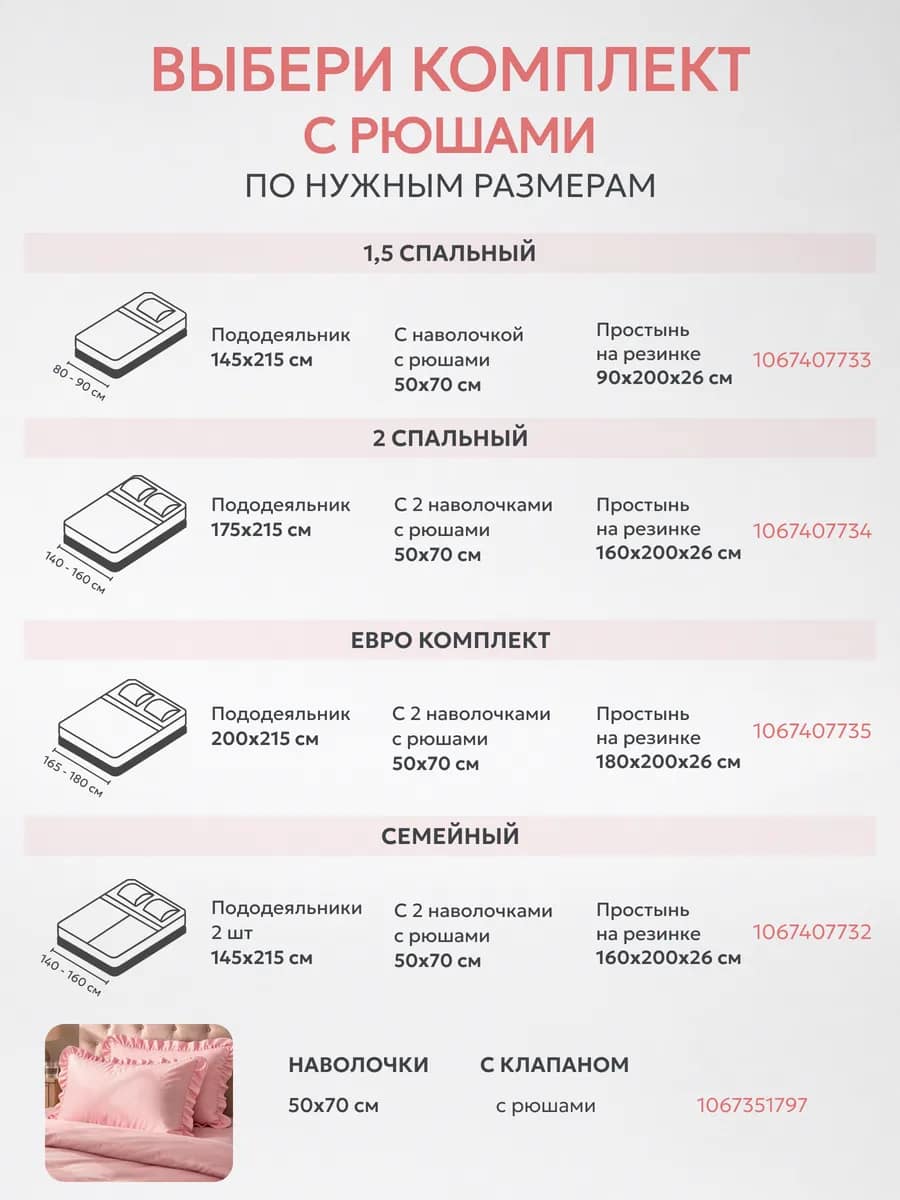 ВЫБЕРИ КОМПЛЕКТ
С РЮШАМИ
ПО НУЖНЫМ РАЗМЕРАМ
1,5 СПАЛЬНЫЙ
80 - 90 см
Пододеяльник
145x215 см
С наволочкой
с рюшами
50x70 см
Простынь
на резинке
90x200x26 см
1067407733
2 СПАЛЬНЫЙ
140 - 160 см
Пододеяльник
175x215 см
С 2 наволочками
с рюшами
50x70 см
Простынь
на резинке
160x200x26 см
1067407734
ЕВРО КОМПЛЕКТ
165 - 180 см
Пододеяльник
200x215 см
С 2 наволочками
с рюшами
50x70 см
Простынь
на резинке
180x200x26 см
1067407735
СЕМЕЙНЫЙ
140 - 160 см
Пододеяльники
2 шт
145x215 см
С 2 наволочками
с рюшами
50x70 см
Простынь
на резинке
160x200x26 см
1067407732
НАВОЛОЧКИ
50x70 см
С КЛАПАНОМ
с рюшами
1067351797